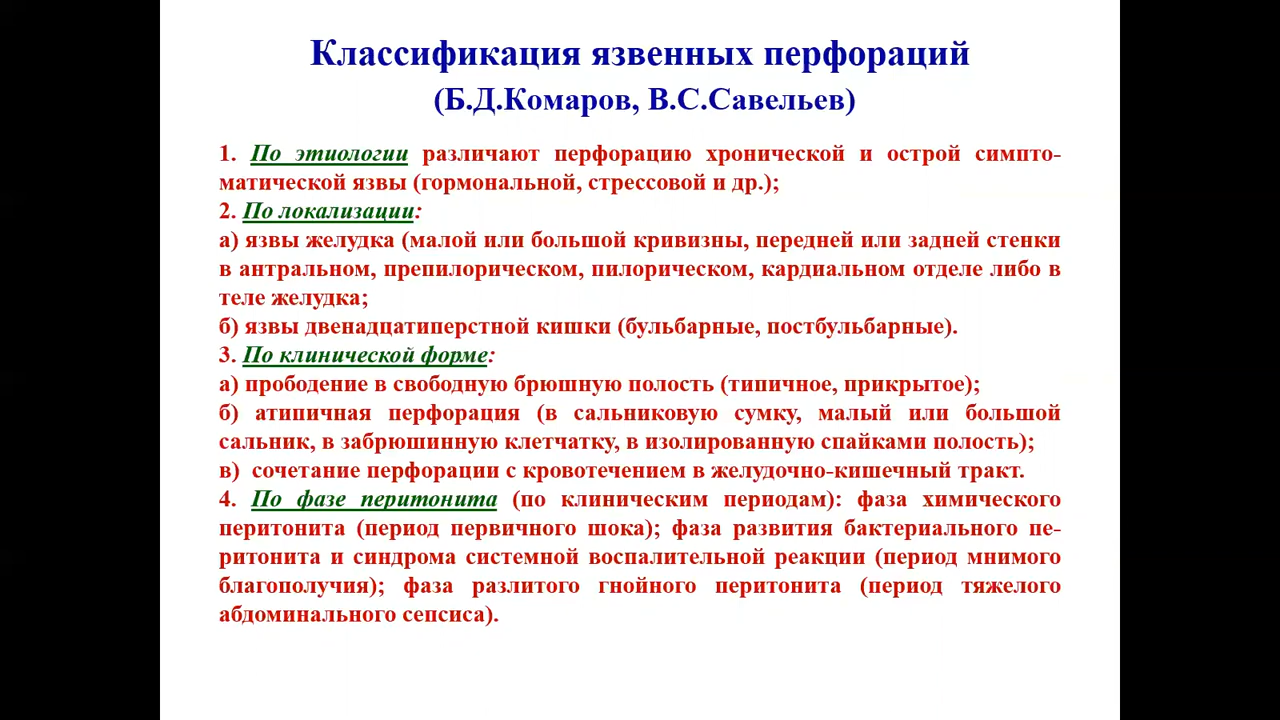 Классификация язвенных перфораций
(Б.Д.Комаров, В.С.Савельев)
1. По этиологии различают перфорацию хронической и острой симпто-
матической язвы (гормональной, стрессовой и др.);
2. По локализации:
а) язвы желудка (малой или большой кривизны, передней или задней стенки
в антральном, препилорическом, пилорическом, кардиальном отделе либо в
теле желудка;
б) язвы двенадцатиперстной кишки (бульбарные, постбульбарные).
3. По клинической форме:
а) прободение в свободную брюшную полость (типичное, прикрытое);
б) атипичная перфорация (в сальниковую сумку, малый или большой
сальник, в забрюшинную клетчатку, в изолированную спайками полость);
в) сочетание перфорации с кровотечением в желудочно-кишечный тракт.
4. По фазе перитонита (по клиническим периодам): фаза химического
перитонита (период первичного шока); фаза развития бактериального пе-
ритонита и синдрома системной воспалительной реакции (период мнимого
благополучия); фаза разлитого гнойного перитонита (период тяжелого
абдоминального сепсиса).